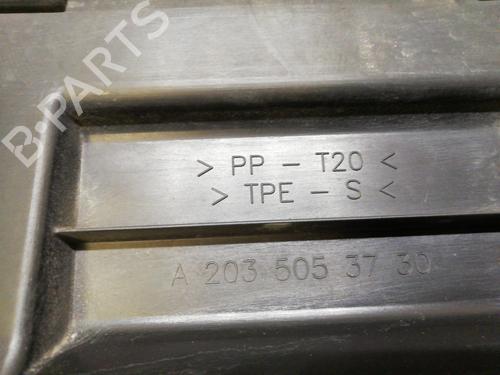 B-PARTS
> PP - T20 <
> TPE - S <
A 203 505 37 30